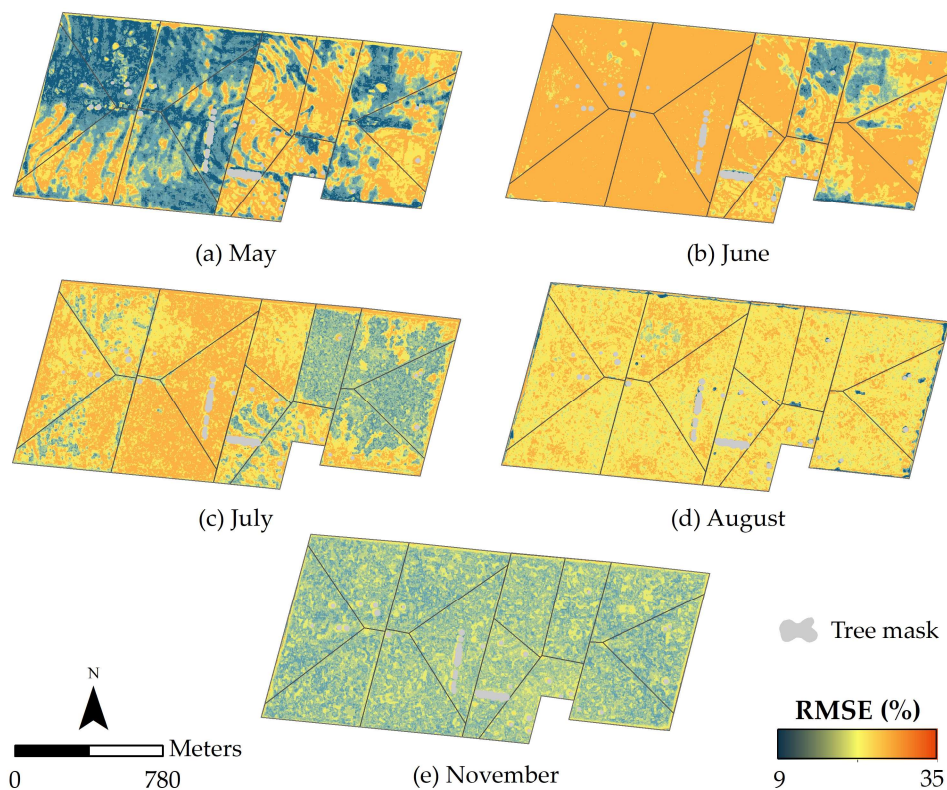 (a) May
(b) June
(c) July
(d) August
(e) November
Tree mask
RMSE (%)
9
35
N
Meters
0
780